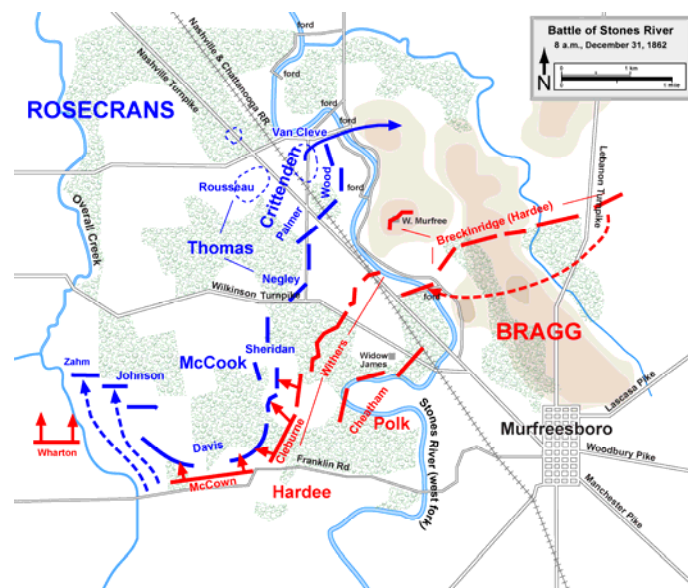 Battle of Stones River
8 a.m., December 31, 1862
N
0
1 km
0
1 mile
ford
Nashville & Chattanooga RR.
Nashville Turnpike
ford
ford
ford
ROSECRANS
Van Cleve
ford
Lebanon Turnpike
Crittenden
Wood
ford
Rousseau
Overall Creek
Palmer
W. Murfree
Breckinridge (Hardee)
Thomas
Negley
Wilkinson Turnpike
ford
BRAGG
Sheridan
Withers
McCook
Widow
James
Zahm
Johnson
Cheatham
Lascasa Pike
Polk
Stones River (west fork)
Murfreesboro
Wharton
Davis
Cleburne
Woodbury Pike
Franklin Rd
McCown
Hardee
Manchester Pike